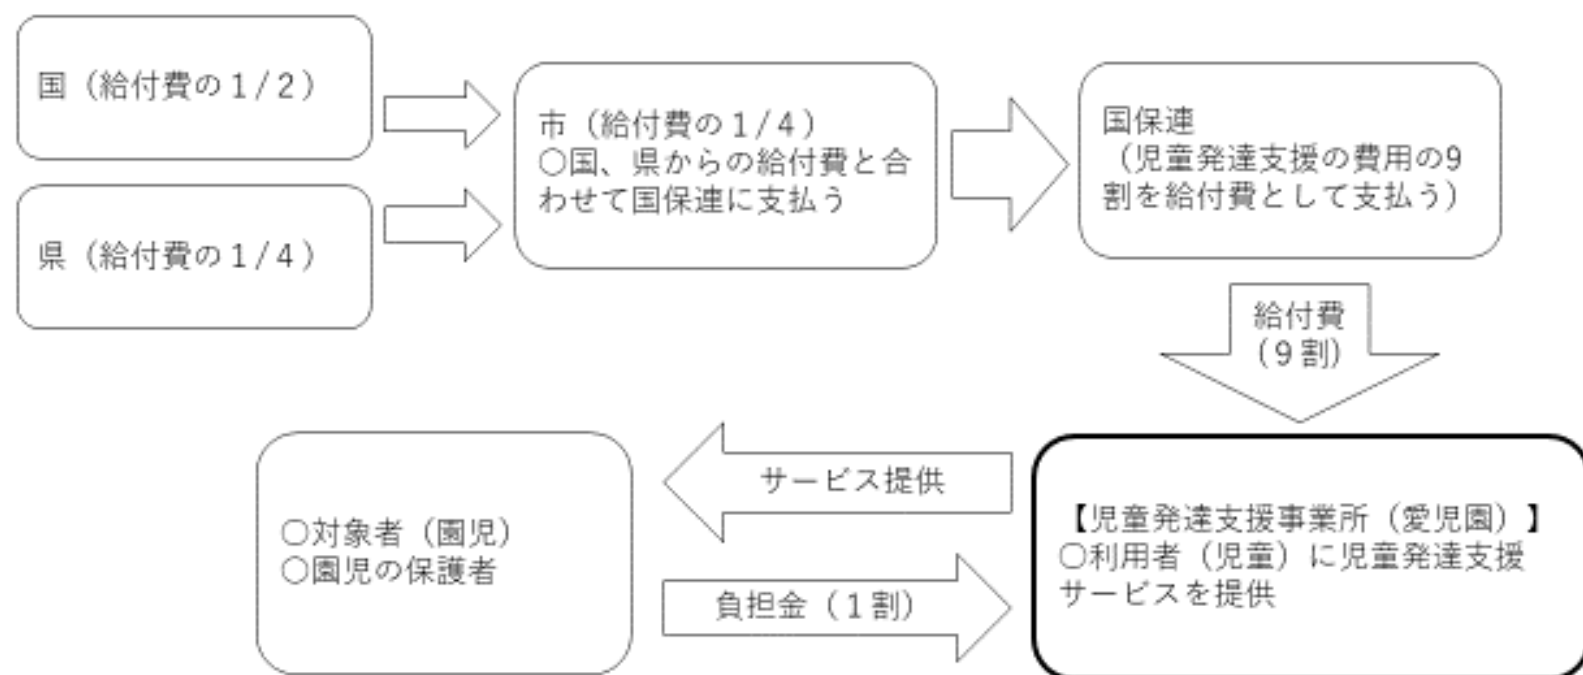 国（給付費の１/２）
県（給付費の１/４）
市（給付費の１/４）
○国、県からの給付費と合
わせて国保連に支払う
国保連
（児童発達支援の費用の9
割を給付費として支払う）
給付費
（９割）
サービス提供
負担金（１割）
○対象者（園児）
○園児の保護者
【児童発達支援事業所（愛児園）】
○利用者（児童）に児童発達支援
サービスを提供